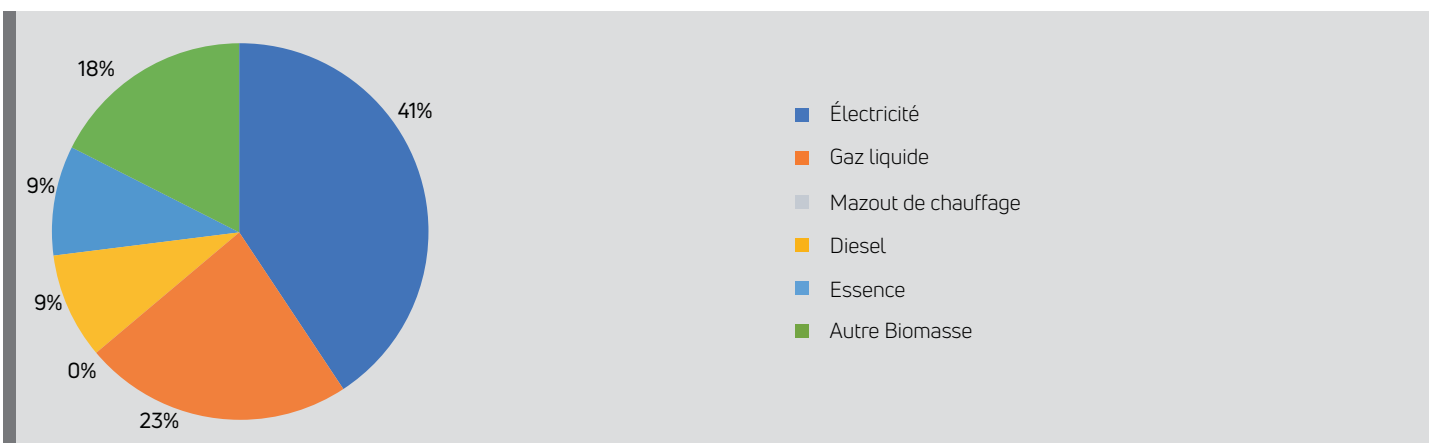 18%
41%
9%
9%
0%
23%
Électricité
Gaz liquide
Mazout de chauffage
Diesel
Essence
Autre Biomasse